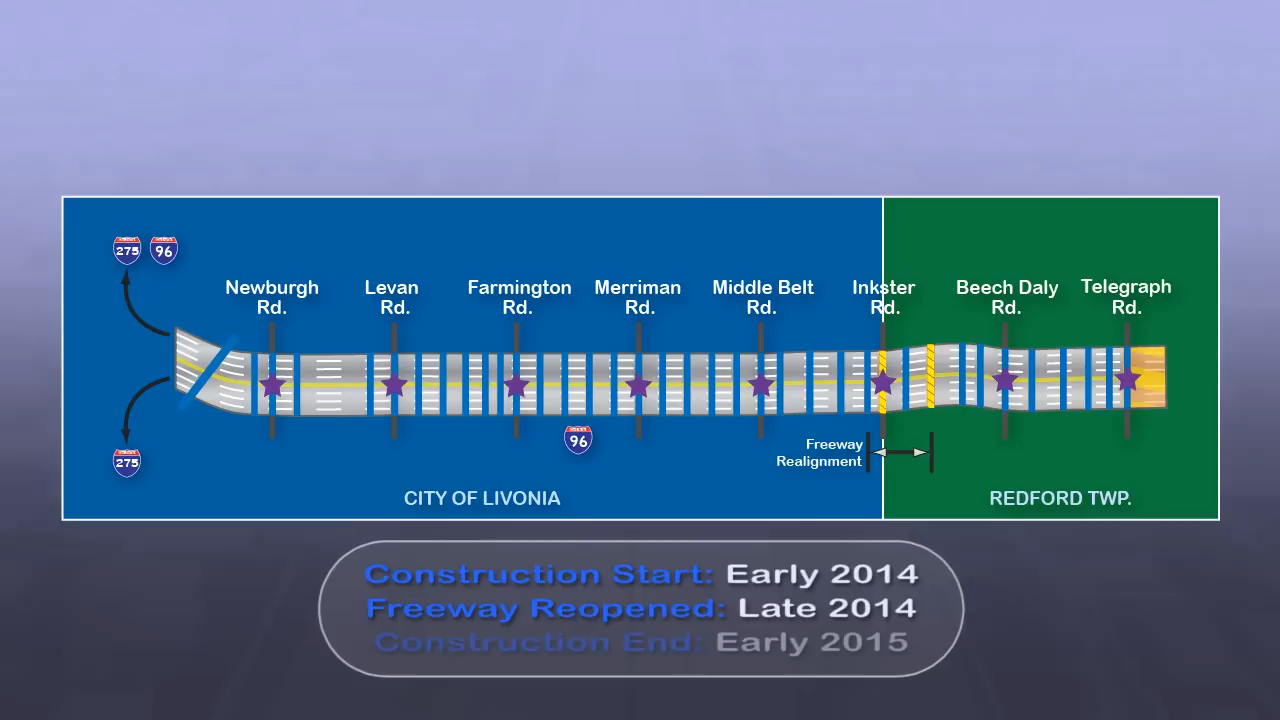 275 96
Newburgh Rd.
Levan Rd.
Farmington Rd.
Merriman Rd.
Middle Belt Rd.
Inkster Rd.
Beech Daly Rd.
Telegraph Rd.
96
Freeway
Realignment
275
CITY OF LIVONIA
REDFORD TWP.
Construction Start: Early 2014
Freeway Reopened: Late 2014
Construction End: Early 2015